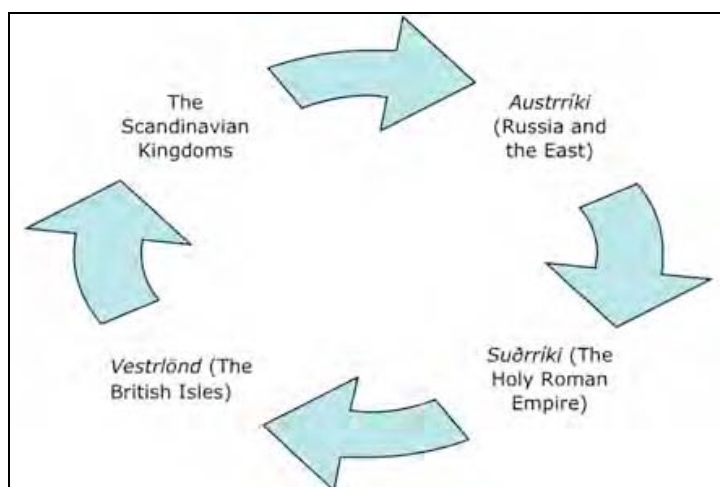 The
Scandinavian
Kingdoms
Austrríki
(Russia and
the East)
Suðrríki (The
Holy Roman
Empire)
Vestrlönd (The
British Isles)